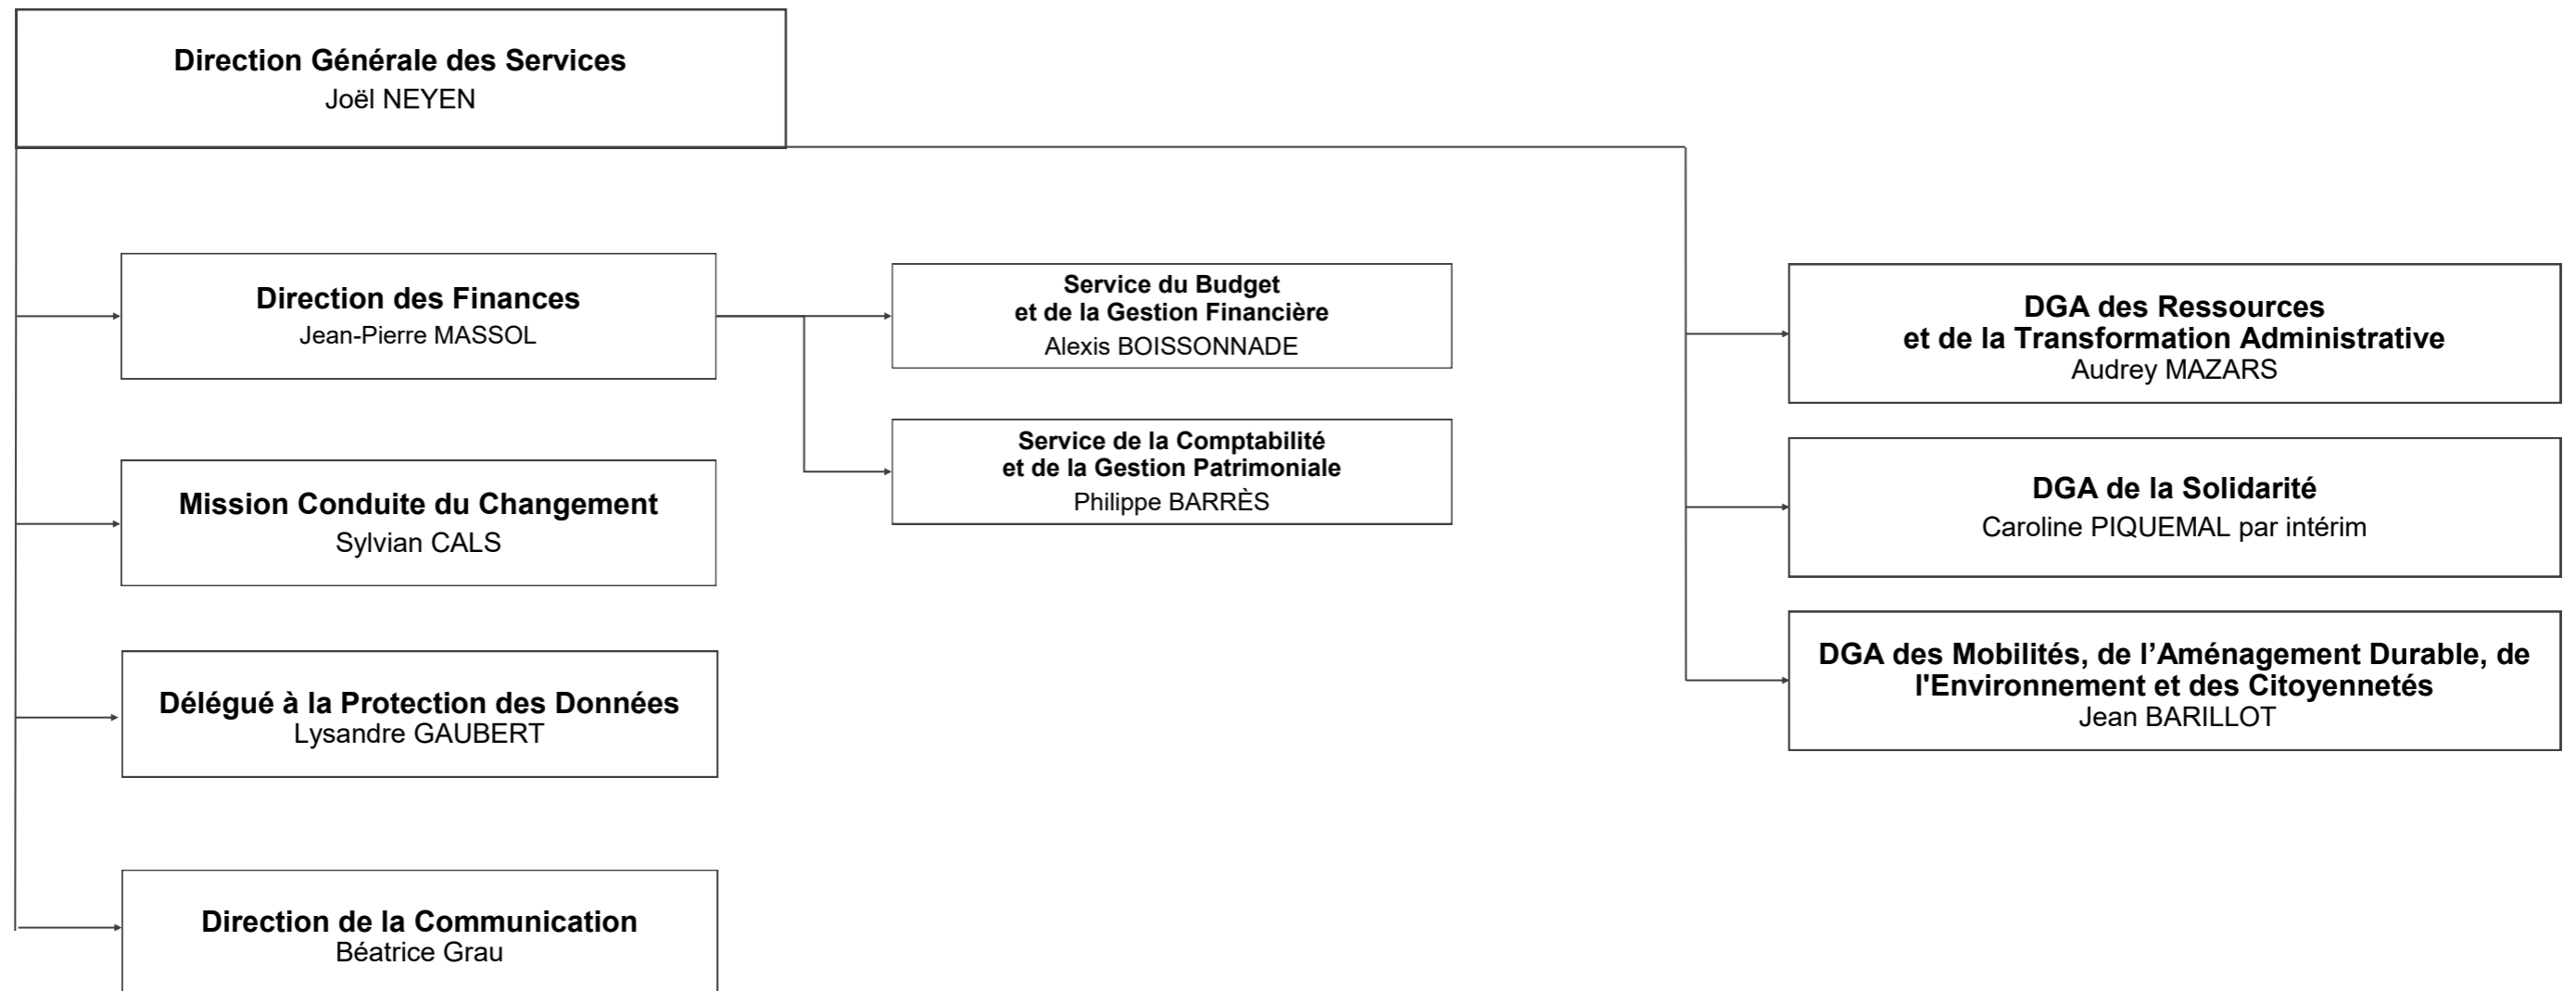 Direction Générale des Services
Joël NEYEN
Direction des Finances
Jean-Pierre MASSOL
Service du Budget
et de la Gestion Financière
Alexis BOISSONNADE
Service de la Comptabilité
et de la Gestion Patrimoniale
Philippe BARRÈS
Mission Conduite du Changement
Sylvian CALS
Délégué à la Protection des Données
Lysandre GAUBERT
Direction de la Communication
Béatrice Grau
DGA des Ressources
et de la Transformation Administrative
Audrey MAZARS
DGA de la Solidarité
Caroline PIQUEMAL par intérim
DGA des Mobilités, de l’Aménagement Durable, de
l'Environnement et des Citoyennetés
Jean BARILLOT